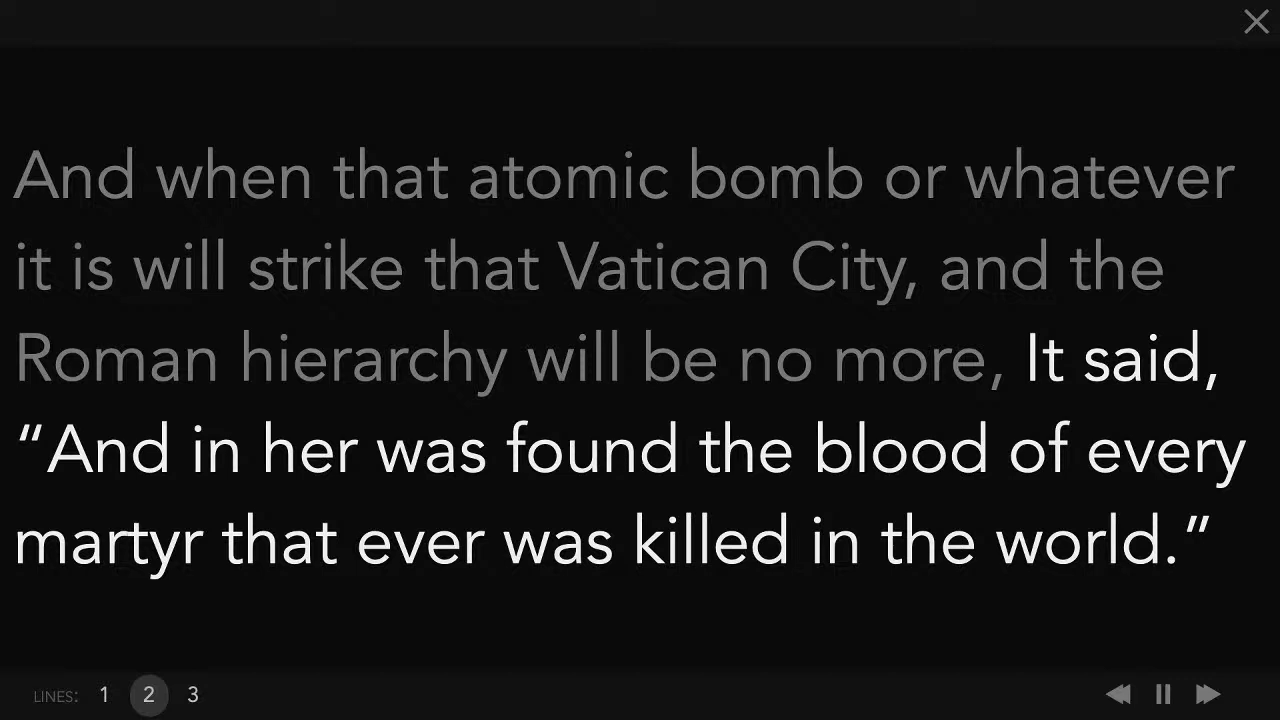 And when that atomic bomb or whatever
it is will strike that Vatican City, and the
Roman hierarchy will be no more, It said,
“And in her was found the blood of every
martyr that ever was killed in the world.”
LINES: 1 2 3